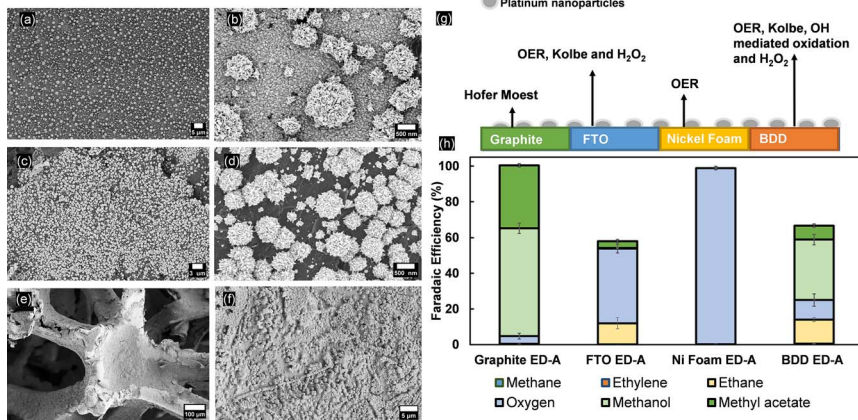 Platinum nanoparticles
(a)
5 µm
(b)
500 nm
(c)
3 µm
(d)
500 nm
(e)
100 µm
(f)
5 µm
(g)
OER, Kolbe, OH
mediated oxidation
and H₂O₂
OER, Kolbe and H₂O₂
OER
Hofer Moest
Graphite
FTO
Nickel Foam
BDD
(h)
Faradaic Efficiency (%)
100
80
60
40
20
0
Graphite ED-A
FTO ED-A
Ni Foam ED-A
BDD ED-A
Methane
Ethylene
Ethane
Oxygen
Methanol
Methyl acetate